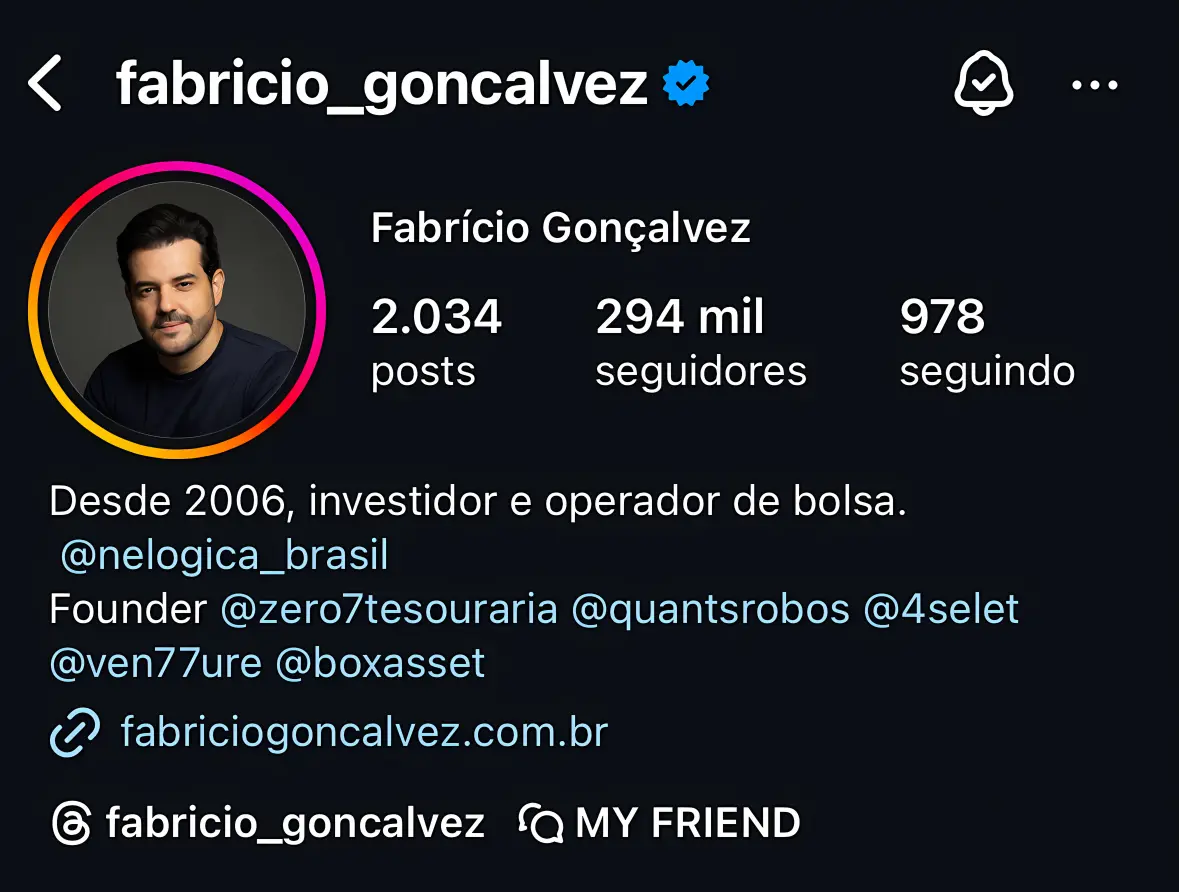 fabricio_goncalvez
Fabrício Gonçalvez
2.034 294 mil 978
posts seguidores seguindo
Desde 2006, investidor e operador de bolsa.
@nelogica_brasil
Founder @zero7tesouraria @quantsrobos @4selet
@ven77ure @boxasset
fabriciogoncalvez.com.br
fabricio_goncalvez MY FRIEND